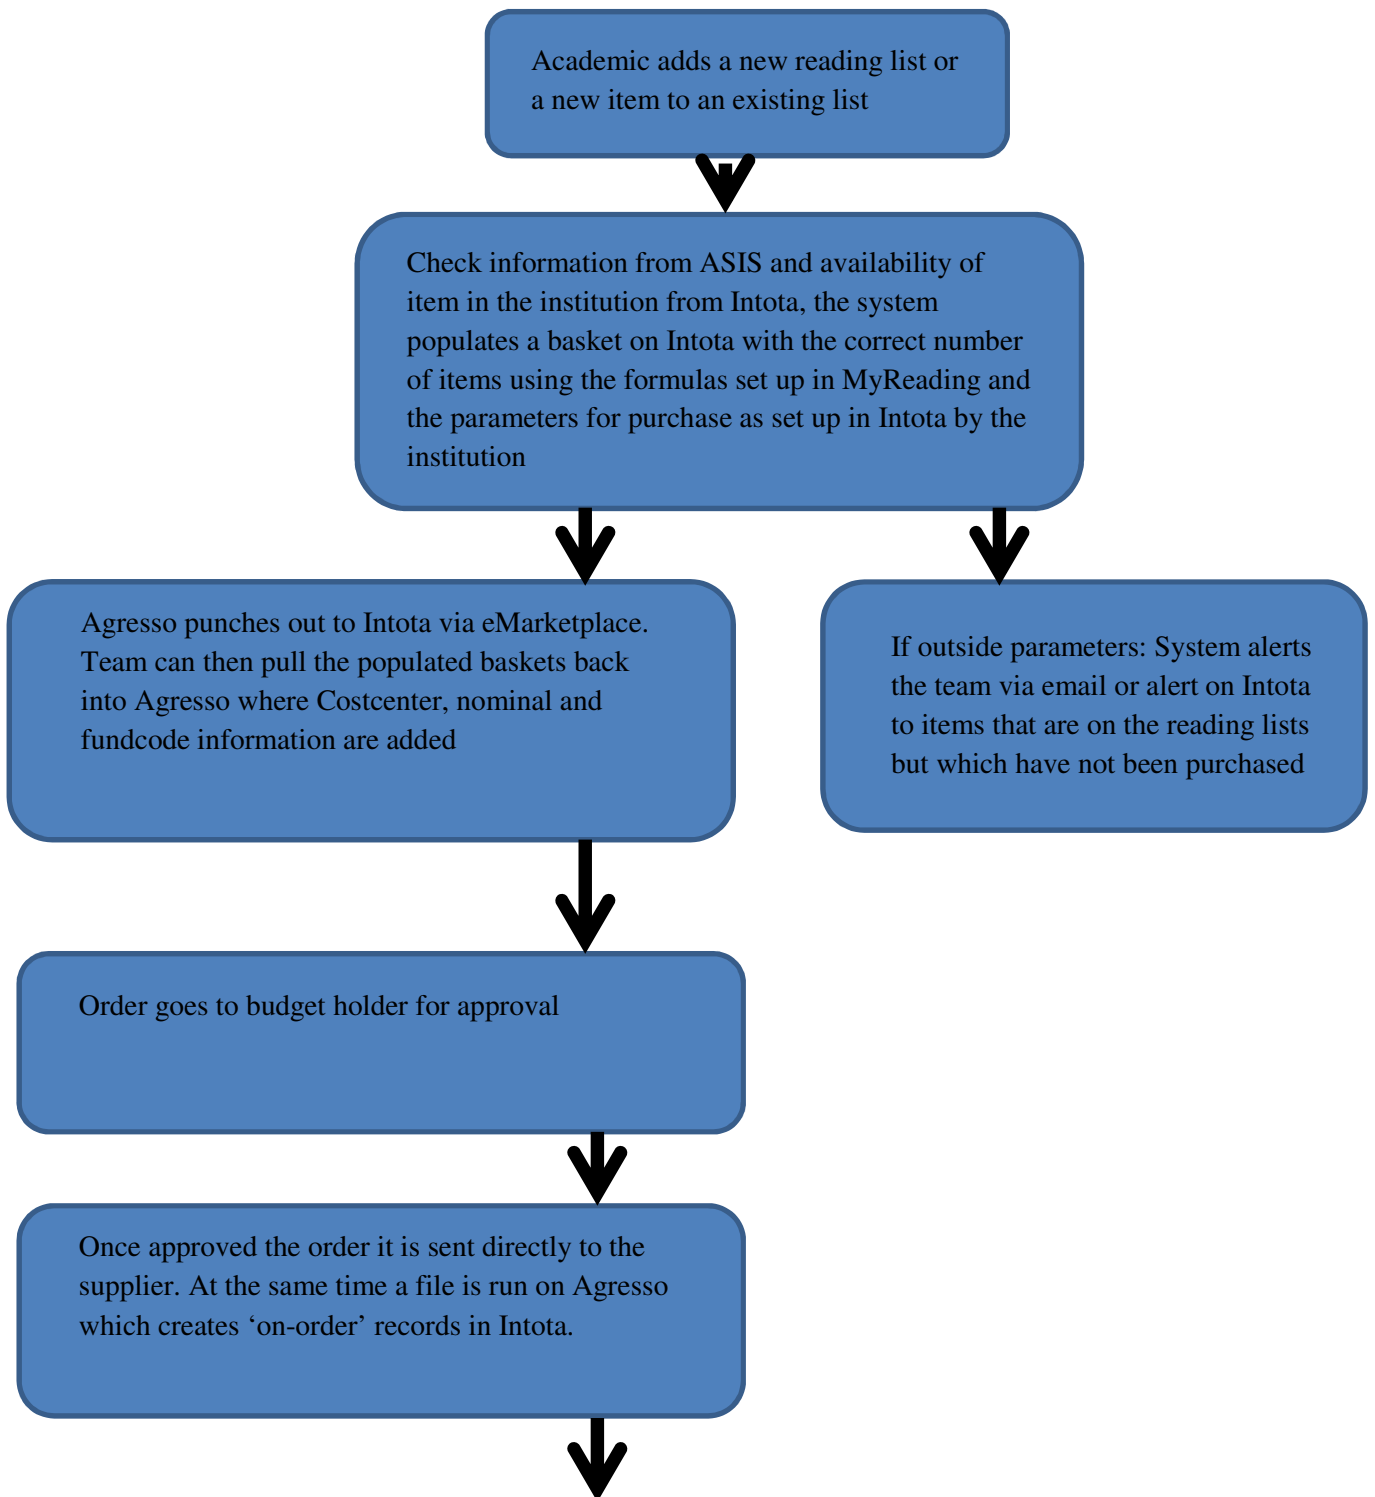 Academic adds a new reading list or
a new item to an existing list
Check information from ASIS and availability of
item in the institution from Intota, the system
populates a basket on Intota with the correct number
of items using the formulas set up in MyReading and
the parameters for purchase as set up in Intota by the
institution
Agresso punches out to Intota via eMarketplace.
Team can then pull the populated baskets back
into Agresso where Costcenter, nominal and
fundcode information are added
If outside parameters: System alerts
the team via email or alert on Intota
to items that are on the reading lists
but which have not been purchased
Order goes to budget holder for approval
Once approved the order it is sent directly to the
supplier. At the same time a file is run on Agresso
which creates ‘on-order’ records in Intota.